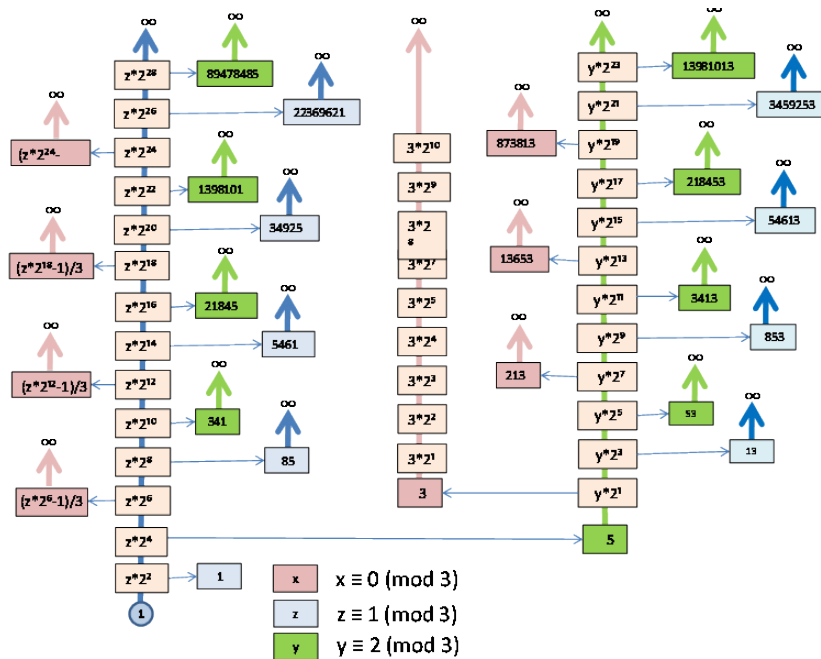 ∞ ∞ ∞ ∞ ∞
z*2²⁸ 89478485 y*2²³ 13981013
∞ ∞
z*2²⁶ 22369621 y*2²¹ 3459253
∞ ∞
(z*2²⁴- z*2²⁴ 3*2¹⁰ 873813 y*2¹⁹
∞ ∞
z*2²² 1398101 3*2⁹ y*2¹⁷ 218453
∞ ∞
z*2²⁰ 34925 3*2
8 y*2¹⁵ 54613
∞ ∞
(z*2¹⁸-1)/3 z*2¹⁸ 3*2⁷ 13653 y*2¹³
∞ ∞
z*2¹⁶ 21845 3*2⁵ y*2¹¹ 3413
∞ ∞
z*2¹⁴ 5461 3*2⁴ y*2⁹ 853
∞ ∞
(z*2¹²-1)/3 z*2¹² 3*2³ 213 y*2⁷
∞ ∞
z*2¹⁰ 341 3*2² y*2⁵ 53
∞ ∞
z*2⁸ 85 3*2¹ y*2³ 13
∞
(z*2⁶-1)/3 z*2⁶ 3 y*2¹
z*2⁴ 5
z*2² 1
1
x x ≡ 0 (mod 3)
z z ≡ 1 (mod 3)
y y ≡ 2 (mod 3)